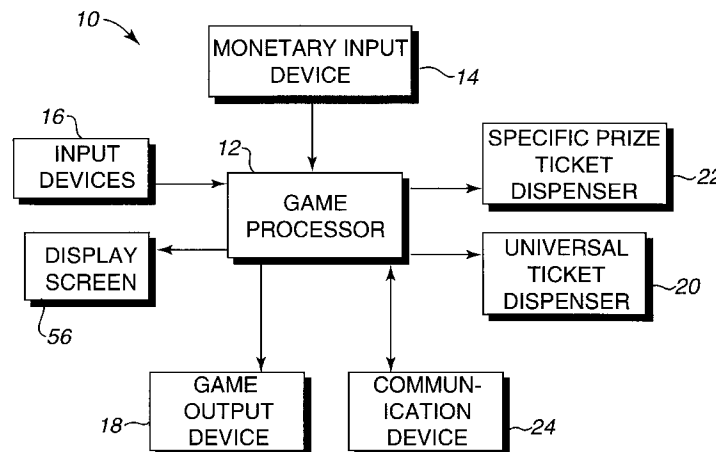 10
MONETARY INPUT
DEVICE
14
16
INPUT
DEVICES
12
GAME
PROCESSOR
SPECIFIC PRIZE
TICKET
DISPENSER
22
DISPLAY
SCREEN
56
UNIVERSAL
TICKET
DISPENSER
20
GAME
OUTPUT
DEVICE
18
COMMUN-
ICATION
DEVICE
24